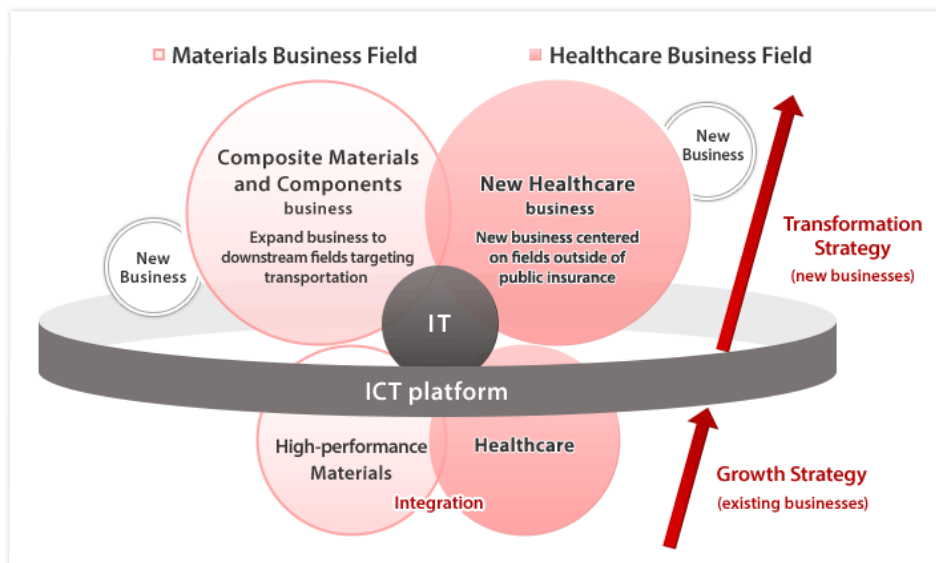 Materials Business Field
Healthcare Business Field
Composite Materials
and Components
business
Expand business to
downstream fields targeting
transportation
New Healthcare
business
New business centered
on fields outside of
public insurance
New
Business
New
Business
Transformation
Strategy
(new businesses)
IT
ICT platform
High-performance
Materials
Healthcare
Integration
Growth Strategy
(existing businesses)